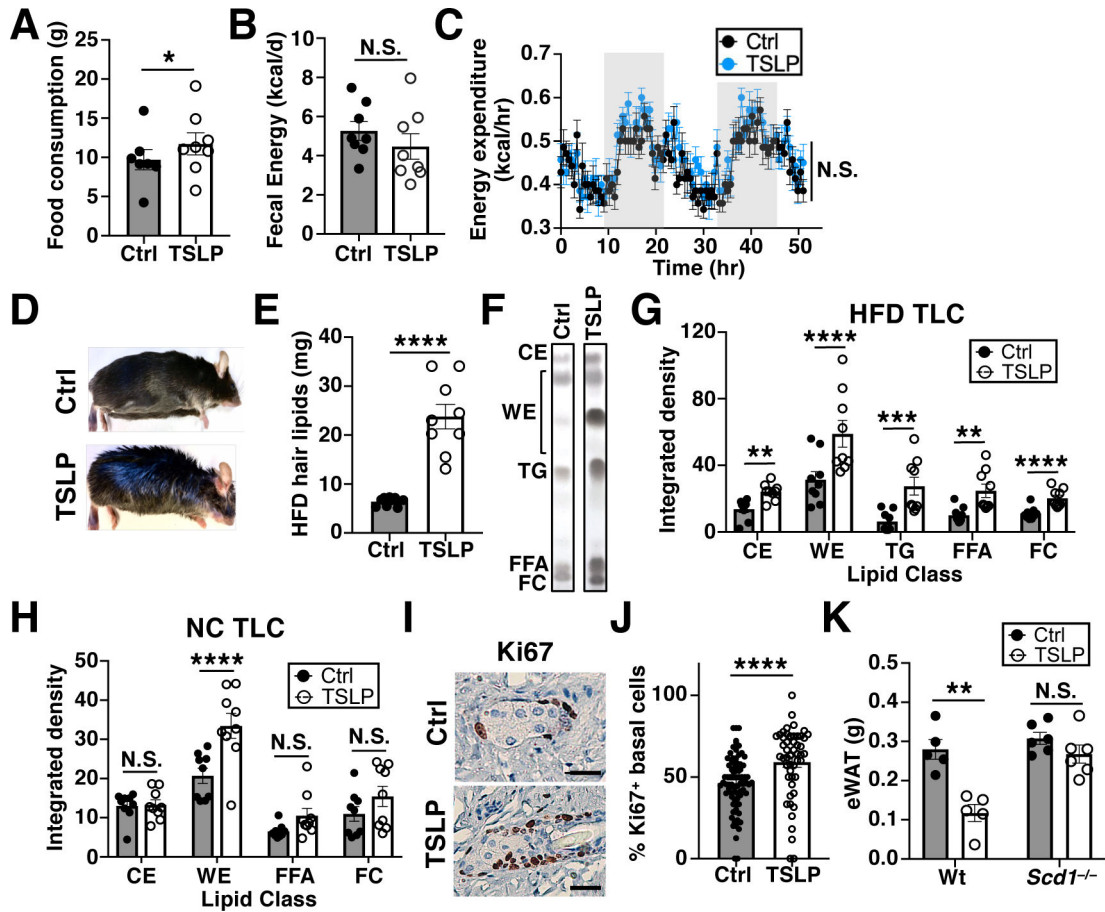 A
Food consumption (g)
25
20
15
10
5
0
*
Ctrl TSLP
B
Fecal Energy (kcal/d)
10
8
6
4
2
0
N.S.
Ctrl TSLP
C
Energy expenditure
(kcal/hr)
0.7
0.6
0.5
0.4
0.3
Ctrl
TSLP
N.S.
0 10 20 30 40 50
Time (hr)
D
Ctrl
TSLP
E
HFD hair lipids (mg)
40
30
20
10
0
****
Ctrl TSLP
F
Ctrl
TSLP
CE
WE
TG
FFA
FC
G
HFD TLC
Integrated density
120
80
40
0
Ctrl
TSLP
** **** *** ** ****
CE WE TG FFA FC
Lipid Class
H
NC TLC
Integrated density
50
40
30
20
10
0
Ctrl
TSLP
N.S. **** N.S. N.S.
CE WE FFA FC
Lipid Class
I
Ki67
Ctrl
TSLP
J
% Ki67+ basal cells
100
50
0
****
Ctrl TSLP
K
eWAT (g)
0.5
0.4
0.3
0.2
0.1
0.0
Ctrl
TSLP
** N.S.
Wt Scd1–/–